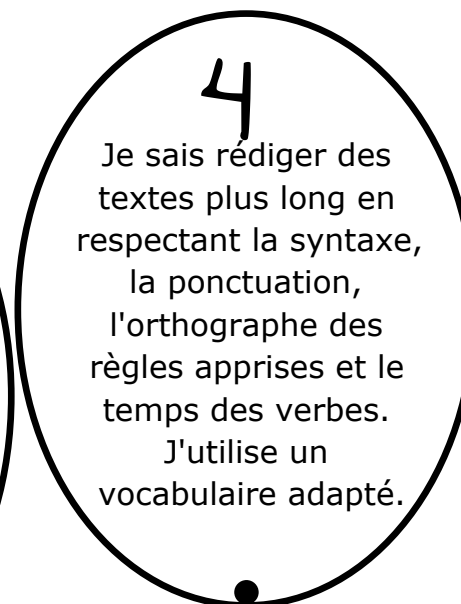 4
Je sais rédiger des
textes plus long en
respectant la syntaxe,
la ponctuation,
l'orthographe des
règles apprises et le
temps des verbes.
J'utilise un
vocabulaire adapté.